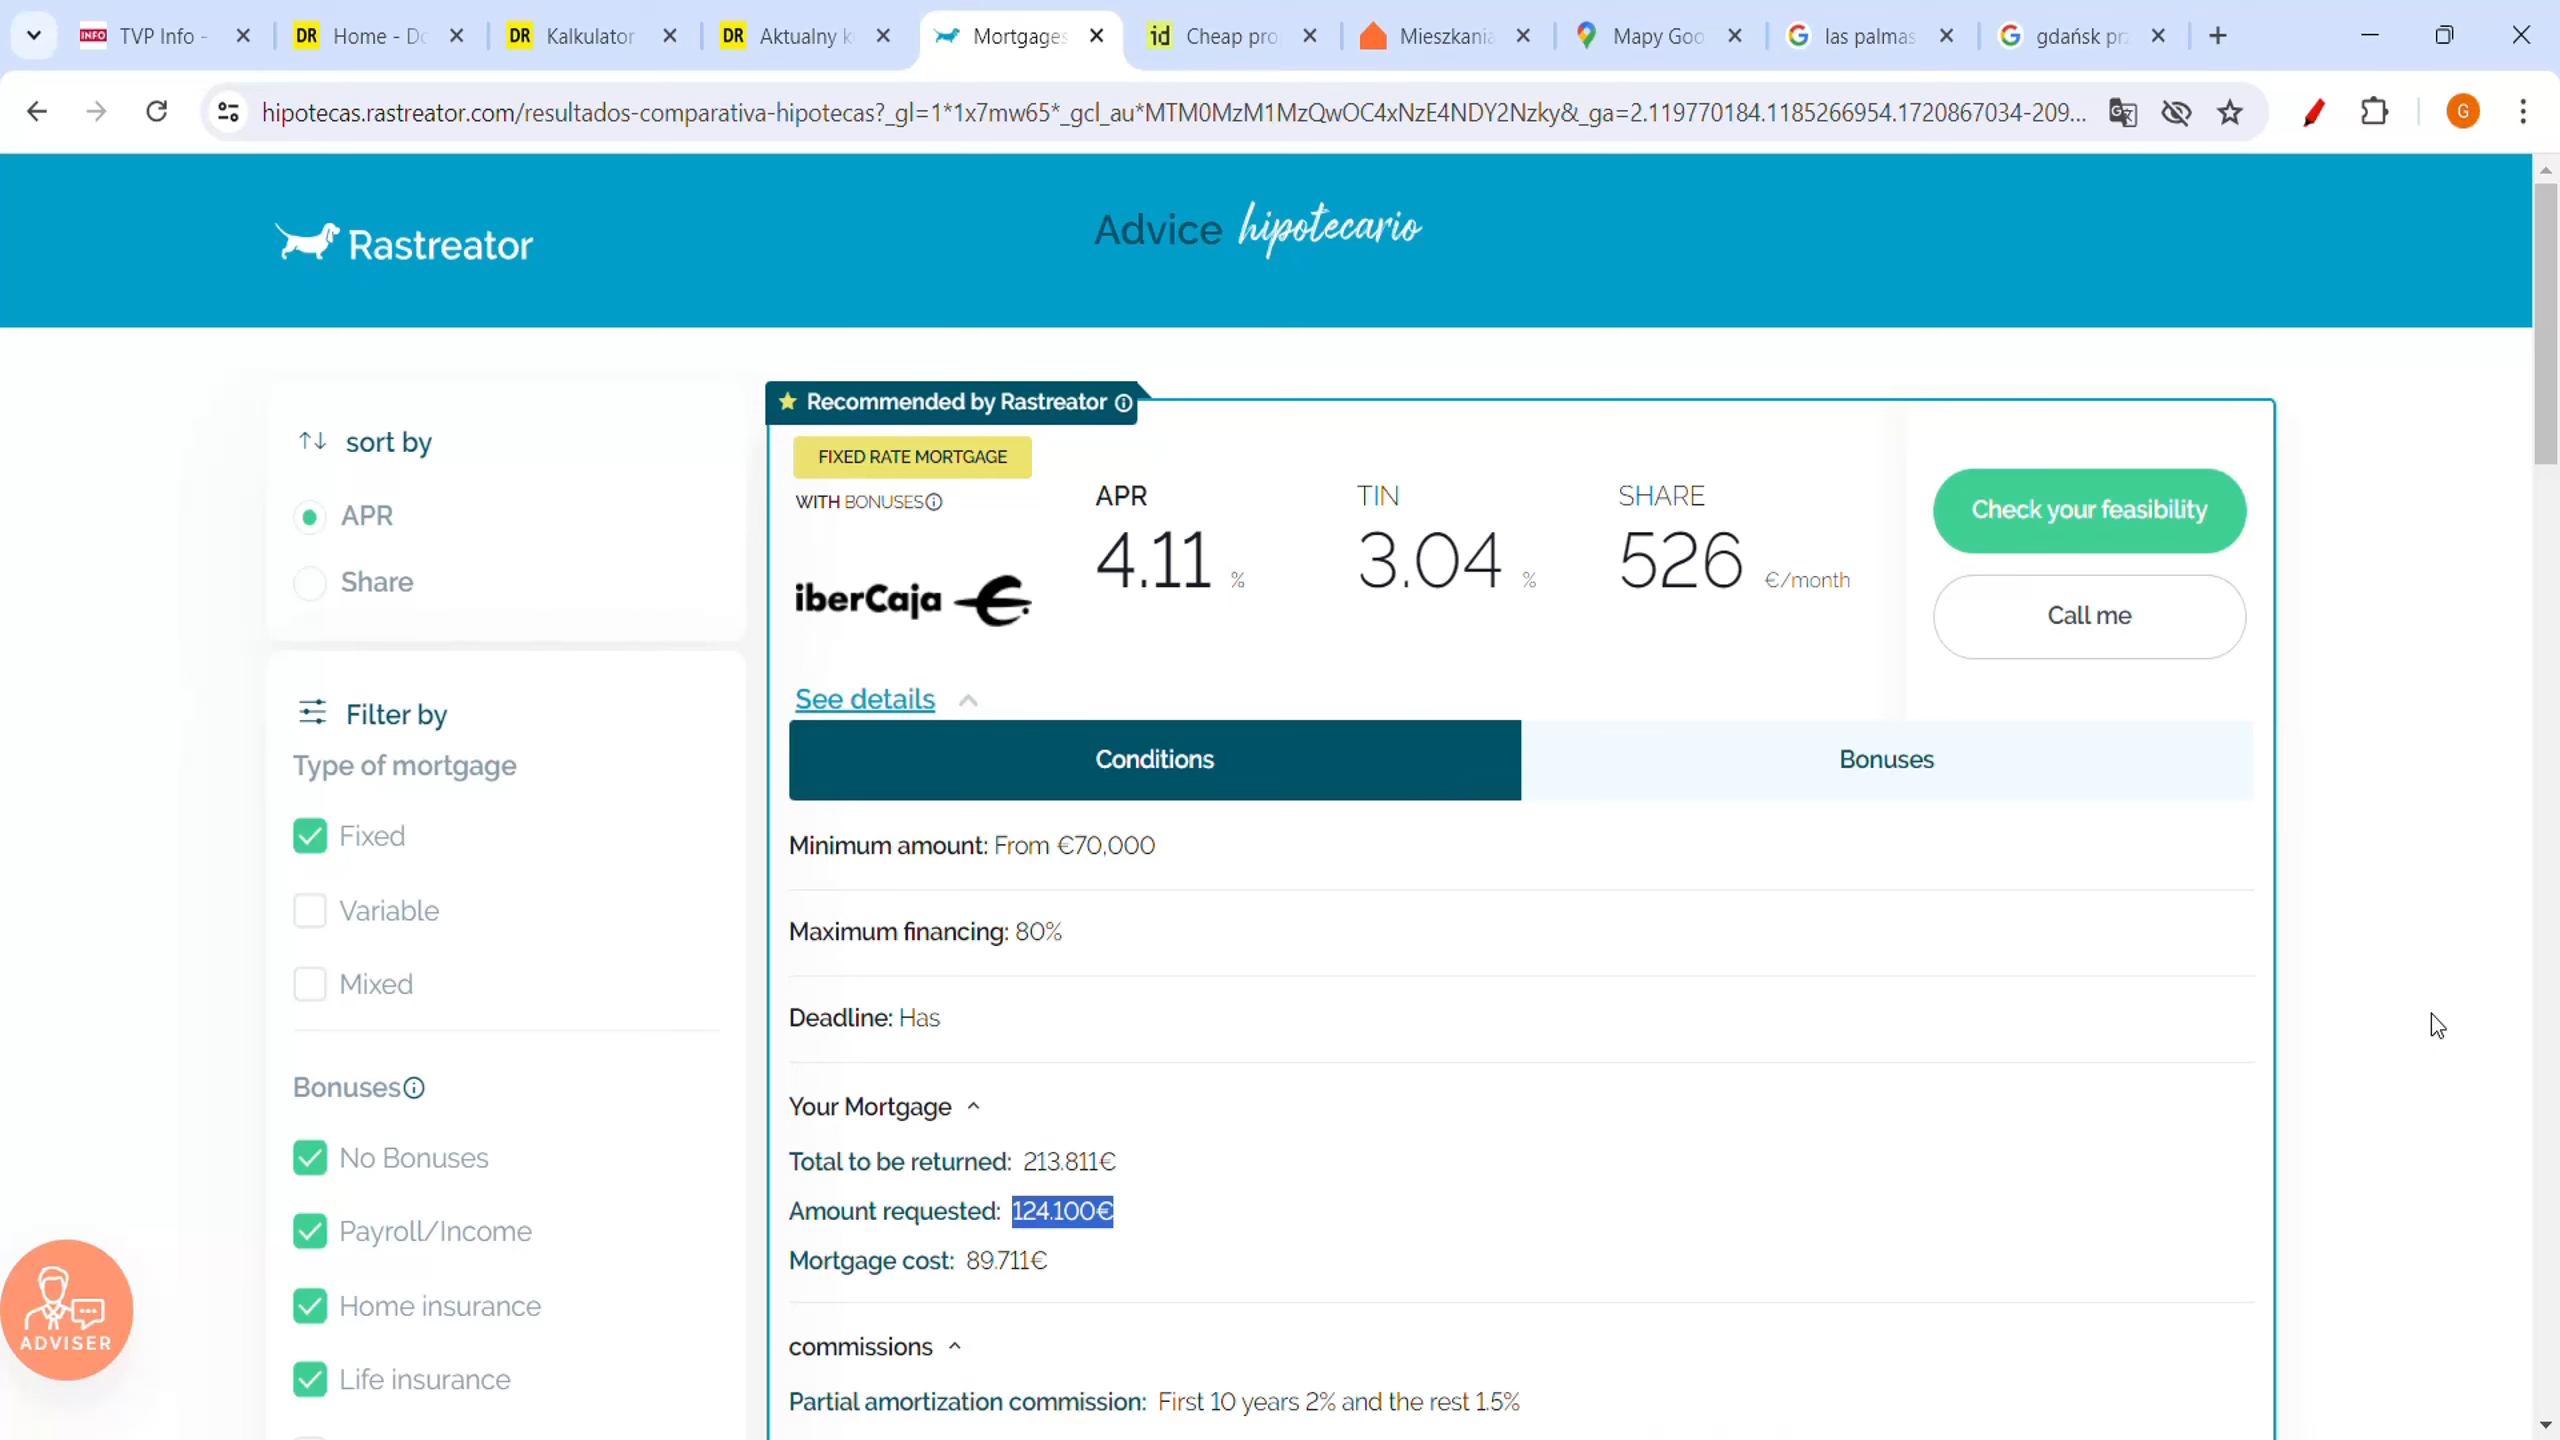 TVP Info -
Home - Do
Kalkulator
Aktualny k
Mortgages
Cheap pro
Mieszkania
Mapy Goo
las palmas
gdańsk prz
hipotecas.rastreator.com/resultados-comparativa-hipotecas?_gl=1*1x7mw65*_gcl_au*MTM0MzM1MzQwOC4xNzE4NDY2Nzky&_ga=2.119770184.1185266954.1720867034-209...
G
Rastreator
Advice hipotecario
sort by
APR
Share
Filter by
Type of mortgage
Fixed
Variable
Mixed
Bonuses
No Bonuses
Payroll/Income
Home insurance
Life insurance
ADVISER
Recommended by Rastreator
FIXED RATE MORTGAGE
WITH BONUSES
iberCaja
APR
4.11 %
TIN
3.04 %
SHARE
526 €/month
Check your feasibility
Call me
See details
Conditions
Bonuses
Minimum amount: From €70,000
Maximum financing: 80%
Deadline: Has
Your Mortgage
Total to be returned: 213.811€
Amount requested: 124.100€
Mortgage cost: 89.711€
commissions
Partial amortization commission: First 10 years 2% and the rest 1.5%